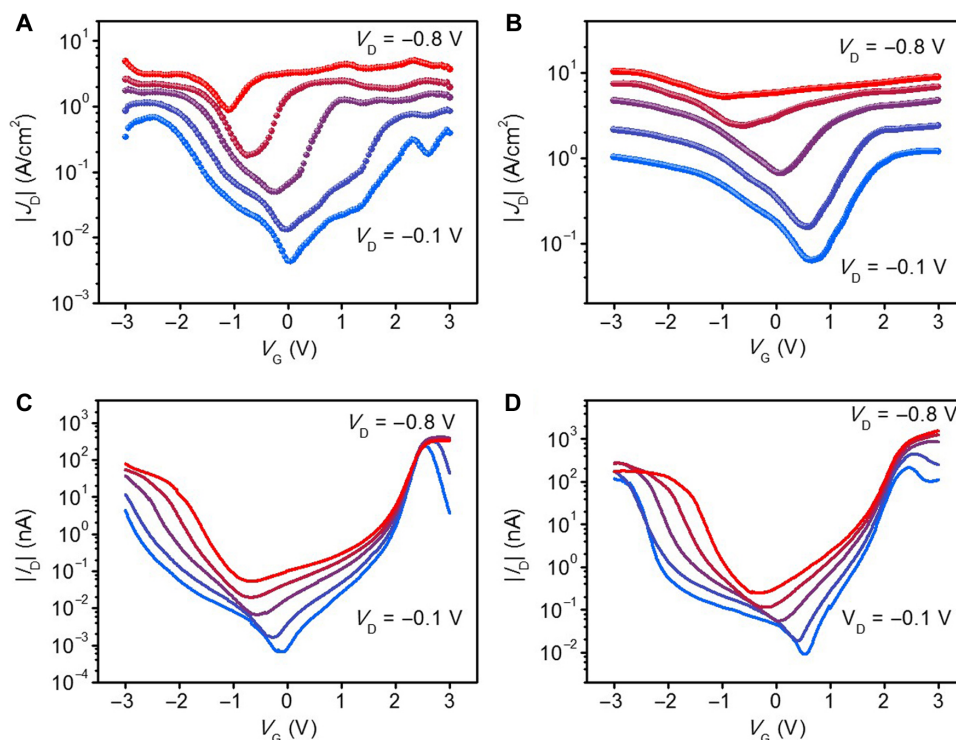 A
10¹
10⁰
10⁻¹
10⁻²
10⁻³
|J_D| (A/cm²)
V_D = −0.8 V
V_D = −0.1 V
−3 −2 −1 0 1 2 3
V_G (V)
B
10¹
10⁰
10⁻¹
|J_D| (A/cm²)
V_D = −0.8 V
V_D = −0.1 V
−3 −2 −1 0 1 2 3
V_G (V)
C
10⁴
10³
10²
10¹
10⁰
10⁻¹
10⁻²
10⁻³
10⁻⁴
|I_D| (nA)
V_D = −0.8 V
V_D = −0.1 V
−3 −2 −1 0 1 2 3
V_G (V)
D
10³
10²
10¹
10⁰
10⁻¹
10⁻²
|I_D| (nA)
V_D = −0.8 V
V_D = −0.1 V
−3 −2 −1 0 1 2 3
V_G (V)